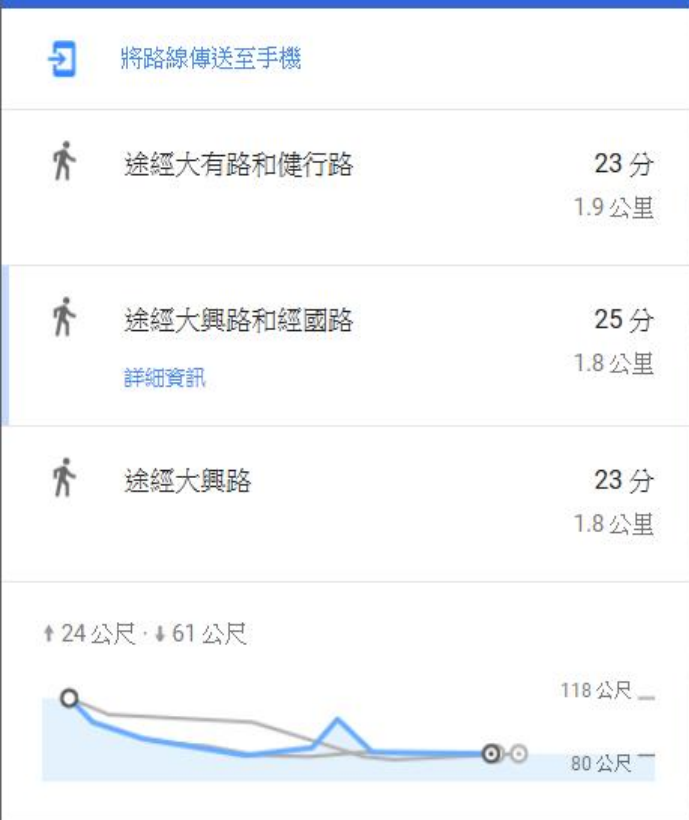 將路線傳送至手機
途經大有路和健行路 23 分
1.9 公里
途經大興路和經國路 25 分
詳細資訊 1.8 公里
途經大興路 23 分
1.8 公里
24 公尺 · 61 公尺
118 公尺
80 公尺